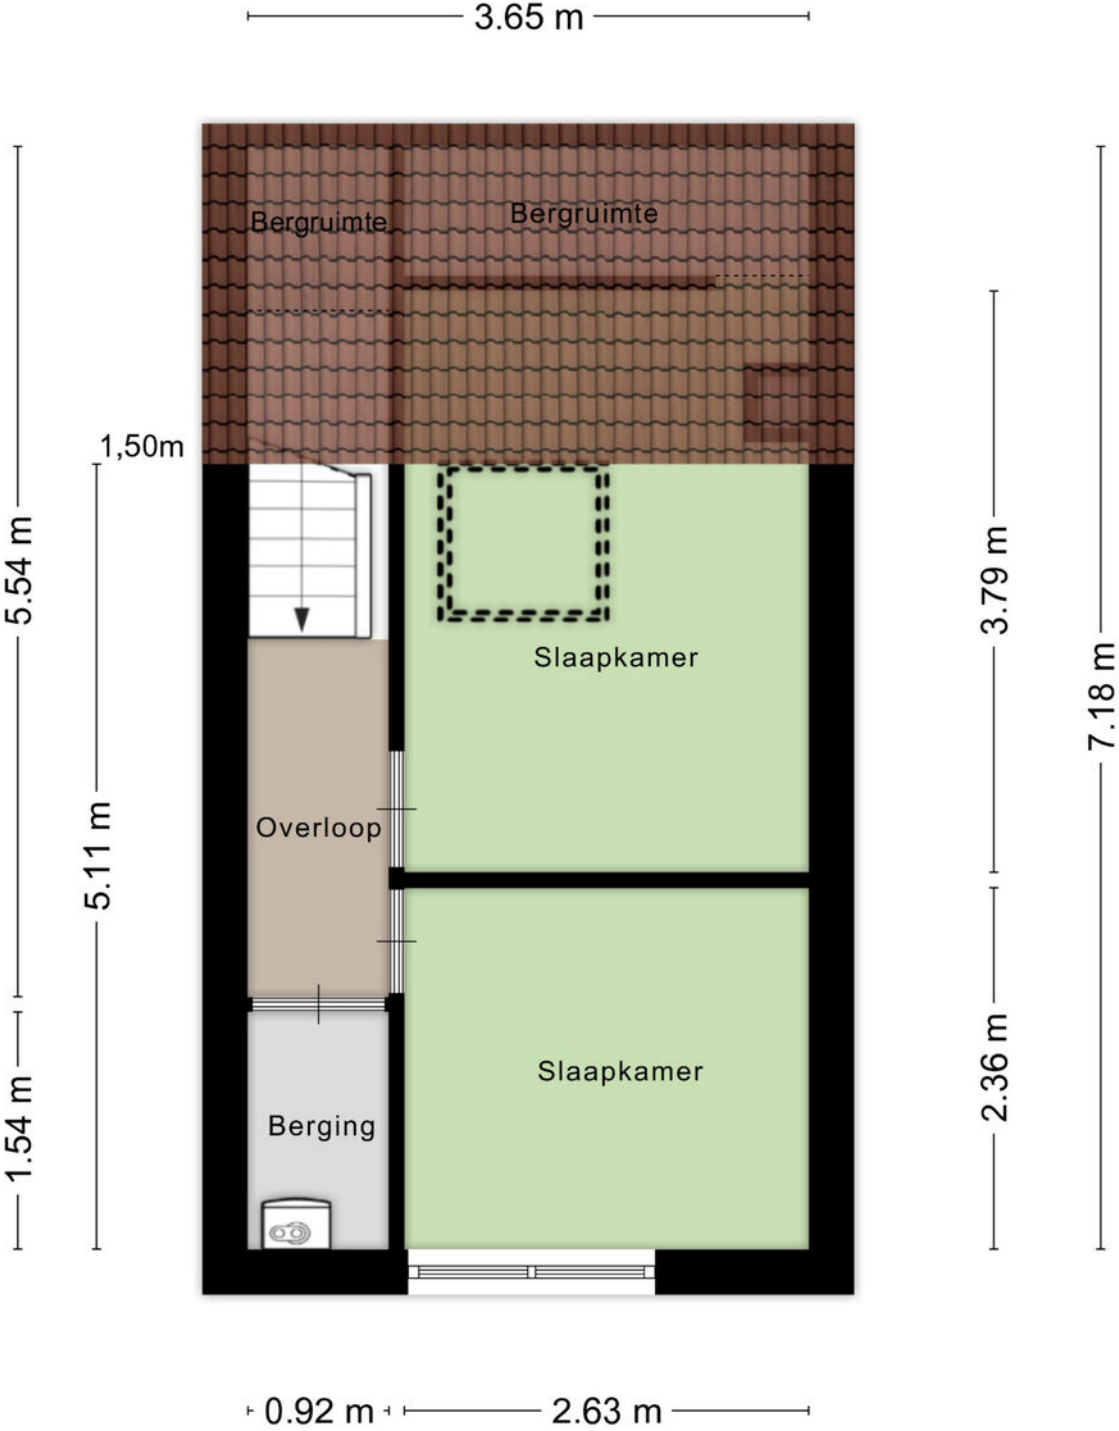 3.65 m
Bergruimte
Bergruimte
1,50m
5.54 m
3.79 m
7.18 m
Slaapkamer
Overloop
5.11 m
Slaapkamer
2.36 m
1.54 m
Berging
0.92 m
2.63 m